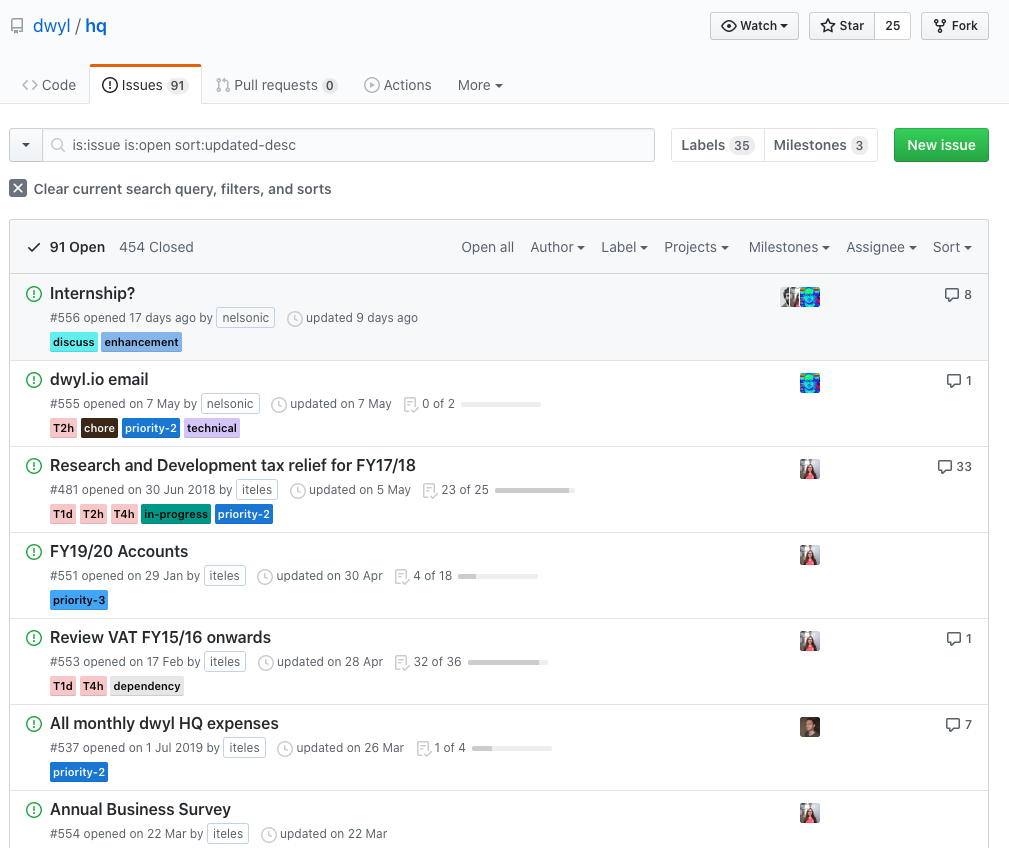 dwyl / hq
Watch
Star 25
Fork
Code
Issues 91
Pull requests 0
Actions
More
is:issue is:open sort:updated-desc
Labels 35
Milestones 3
New issue
Clear current search query, filters, and sorts
91 Open 454 Closed
Open all Author Label Projects Milestones Assignee Sort
Internship? 8
#556 opened 17 days ago by nelsonic updated 9 days ago
discuss enhancement
dwyl.io email 1
#555 opened on 7 May by nelsonic updated on 7 May 0 of 2
T2h chore priority-2 technical
Research and Development tax relief for FY17/18 33
#481 opened on 30 Jun 2018 by iteles updated on 5 May 23 of 25
T1d T2h T4h in-progress priority-2
FY19/20 Accounts
#551 opened on 29 Jan by iteles updated on 30 Apr 4 of 18
priority-3
Review VAT FY15/16 onwards 1
#553 opened on 17 Feb by iteles updated on 28 Apr 32 of 36
T1d T4h dependency
All monthly dwyl HQ expenses 7
#537 opened on 1 Jul 2019 by iteles updated on 26 Mar 1 of 4
priority-2
Annual Business Survey
#554 opened on 22 Mar by iteles updated on 22 Mar